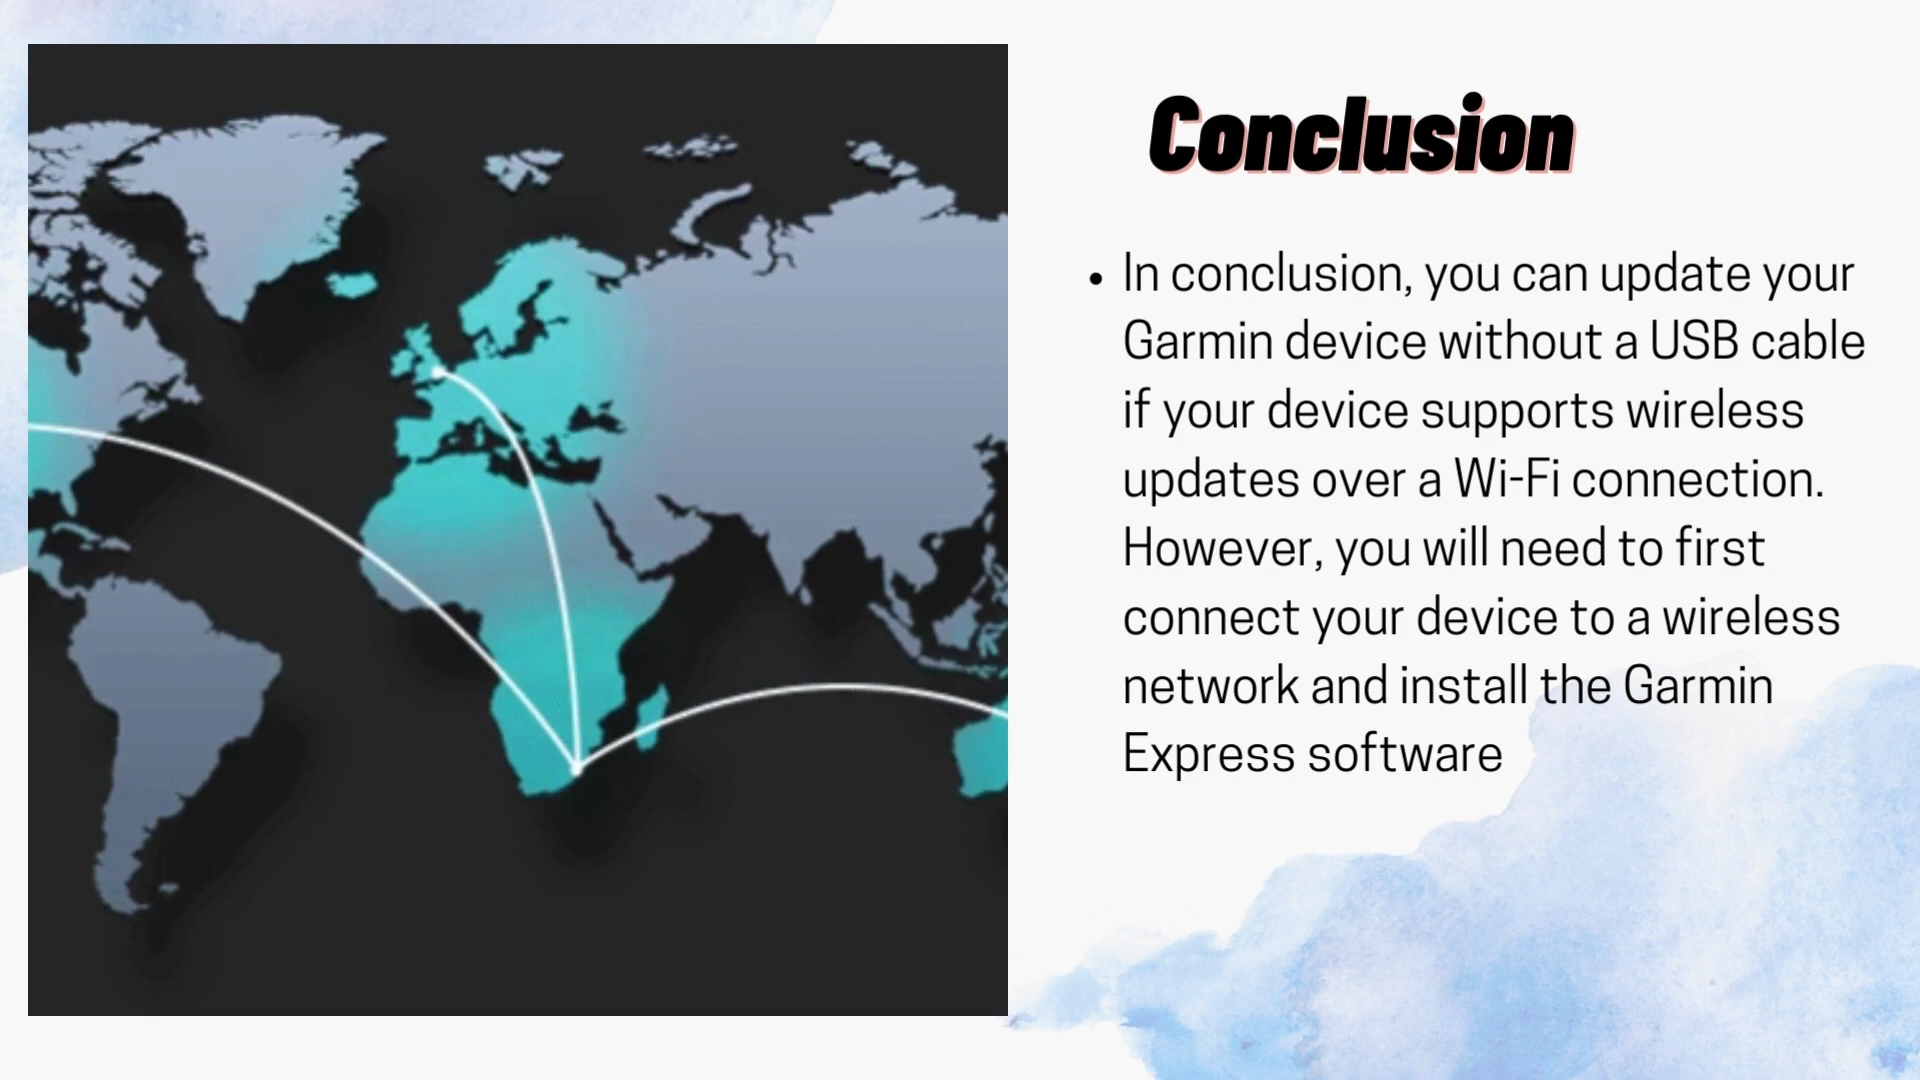 Conclusion
• In conclusion, you can update your
Garmin device without a USB cable
if your device supports wireless
updates over a Wi-Fi connection.
However, you will need to first
connect your device to a wireless
network and install the Garmin
Express software